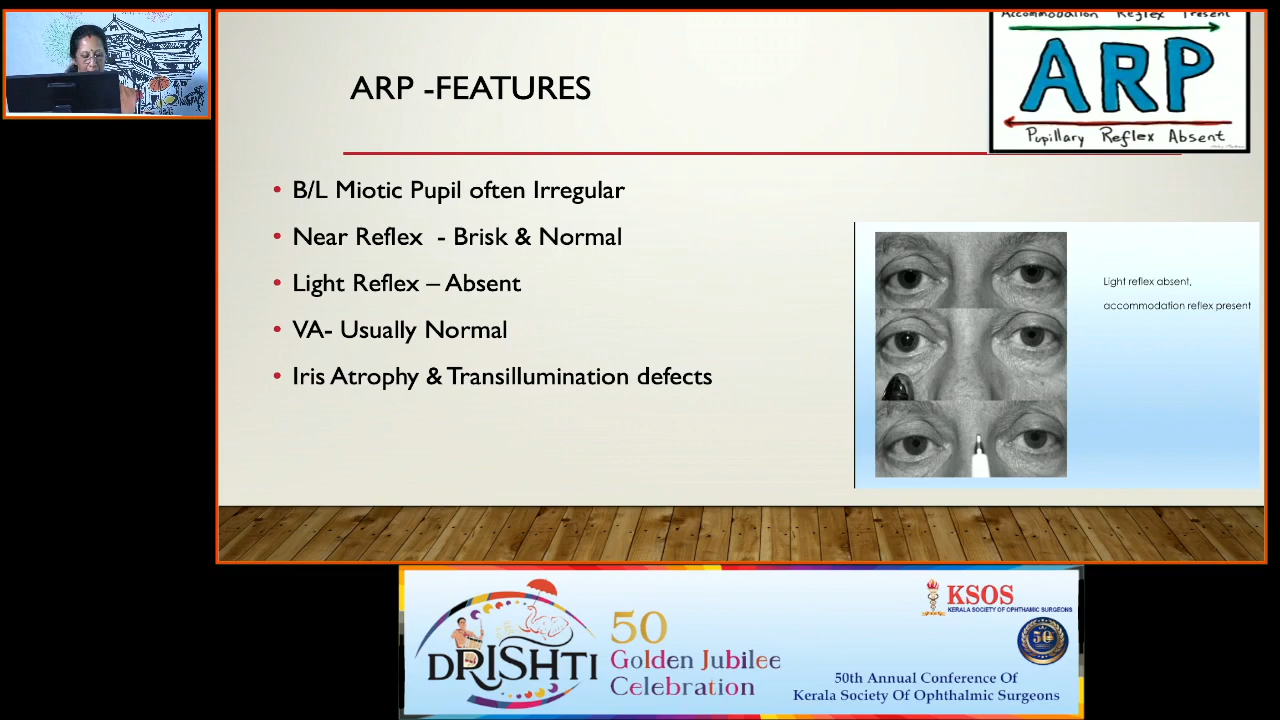 ARP -FEATURES
Accommodation Reflex Present
ARP
Pupillary Reflex Absent
• B/L Miotic Pupil often Irregular
• Near Reflex - Brisk & Normal
• Light Reflex – Absent
• VA- Usually Normal
• Iris Atrophy & Transillumination defects
Light reflex absent,
accommodation reflex present
DRISHTI
50
Golden Jubilee
Celebration
KSOS
KERALA SOCIETY OF OPHTHAMIC SURGEONS
50
50th Annual Conference Of
Kerala Society Of Ophthalmic Surgeons